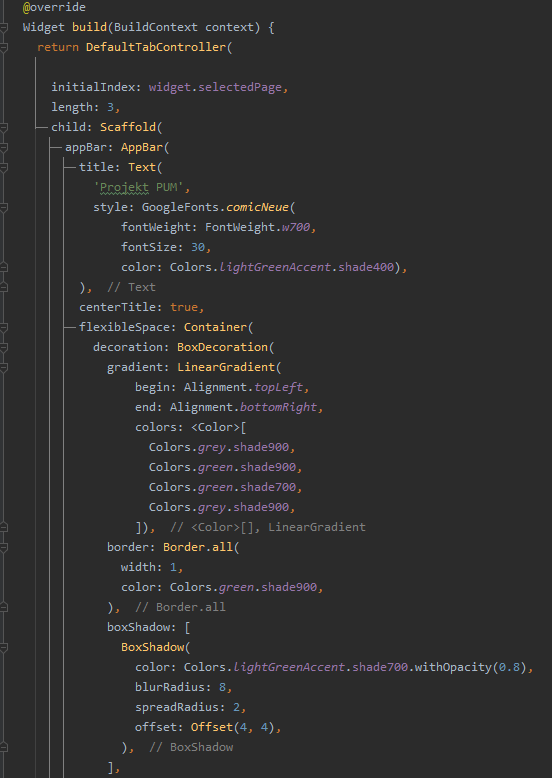 @override
Widget build(BuildContext context) {
  return DefaultTabController(

    initialIndex: widget.selectedPage,
    length: 3,
    child: Scaffold(
      appBar: AppBar(
        title: Text(
          'Projekt PUM',
          style: GoogleFonts.comicNeue(
              fontWeight: FontWeight.w700,
              fontSize: 30,
              color: Colors.lightGreenAccent.shade400),
        ),  // Text
        centerTitle: true,
        flexibleSpace: Container(
          decoration: BoxDecoration(
            gradient: LinearGradient(
                begin: Alignment.topLeft,
                end: Alignment.bottomRight,
                colors: <Color>[
                  Colors.grey.shade900,
                  Colors.green.shade900,
                  Colors.green.shade700,
                  Colors.grey.shade900,
                ]),  // <Color>[], LinearGradient
            border: Border.all(
              width: 1,
              color: Colors.green.shade900,
            ),  // Border.all
            boxShadow: [
              BoxShadow(
                color: Colors.lightGreenAccent.shade700.withOpacity(0.8),
                blurRadius: 8,
                spreadRadius: 2,
                offset: Offset(4, 4),
              ),  // BoxShadow
            ],